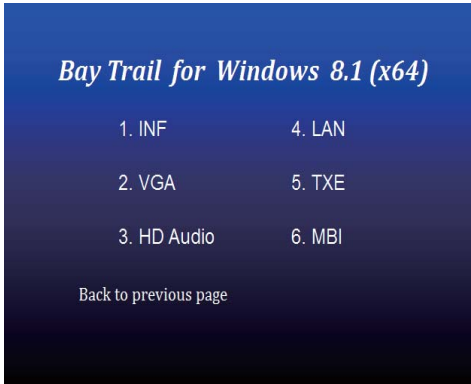 Bay Trail for Windows 8.1 (x64)
1. INF
2. VGA
3. HD Audio
4. LAN
5. TXE
6. MBI
Back to previous page